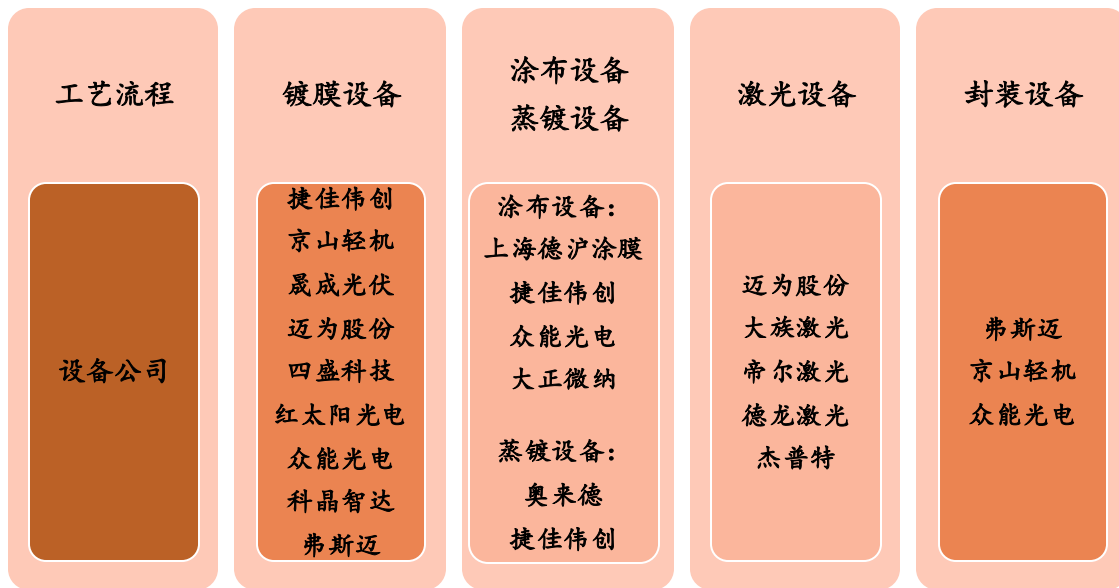 工艺流程
设备公司
镀膜设备
捷佳伟创
京山轻机
晟成光伏
迈为股份
四盛科技
红太阳光电
众能光电
科晶智达
弗斯迈
涂布设备
蒸镀设备
涂布设备：
上海德沪涂膜
捷佳伟创
众能光电
大正微纳
蒸镀设备：
奥来德
捷佳伟创
激光设备
迈为股份
大族激光
帝尔激光
德龙激光
杰普特
封装设备
弗斯迈
京山轻机
众能光电